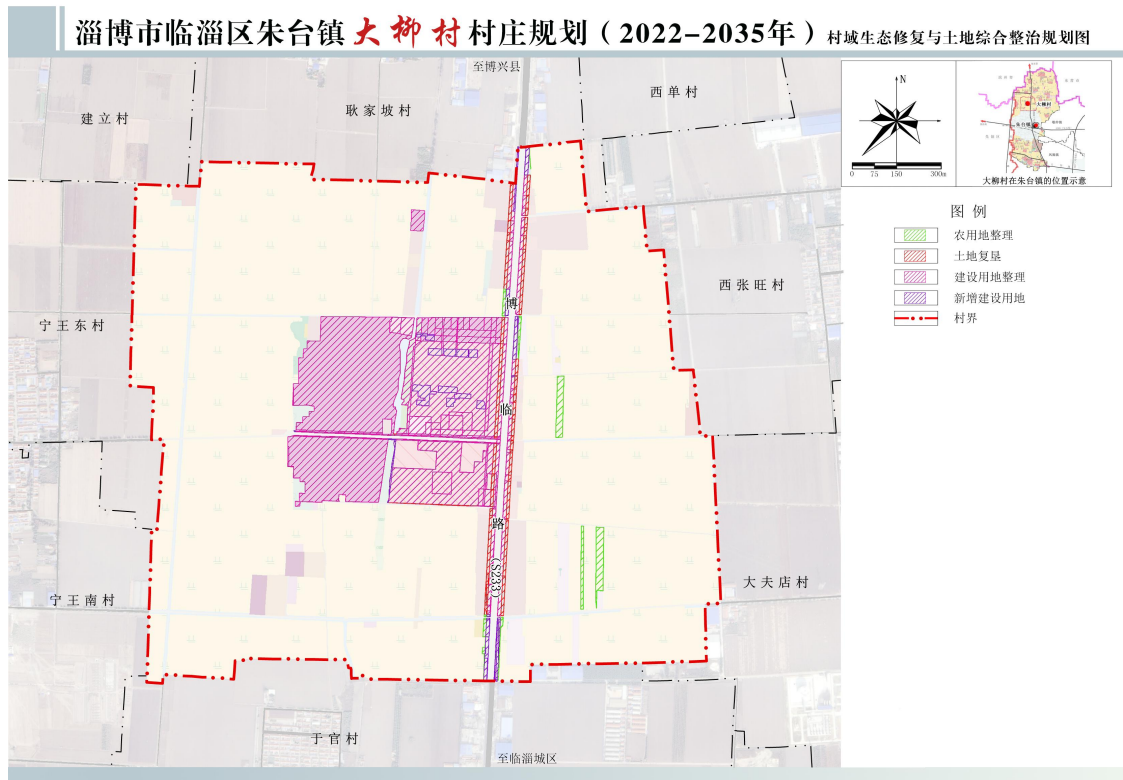 淄博市临淄区朱台镇大柳村村庄规划（2022-2035年）村域生态修复与土地综合整治规划图
至博兴县
建立村
耿家坡村
西单村
N
0 75 150 300m
大柳村
朱台镇
大柳村在朱台镇的位置示意
图 例
农用地整理
土地复垦
建设用地整理
新增建设用地
村界
西张旺村
宁王东村
博
临
路
（S233）
大夫店村
宁王南村
于官村
至临淄城区